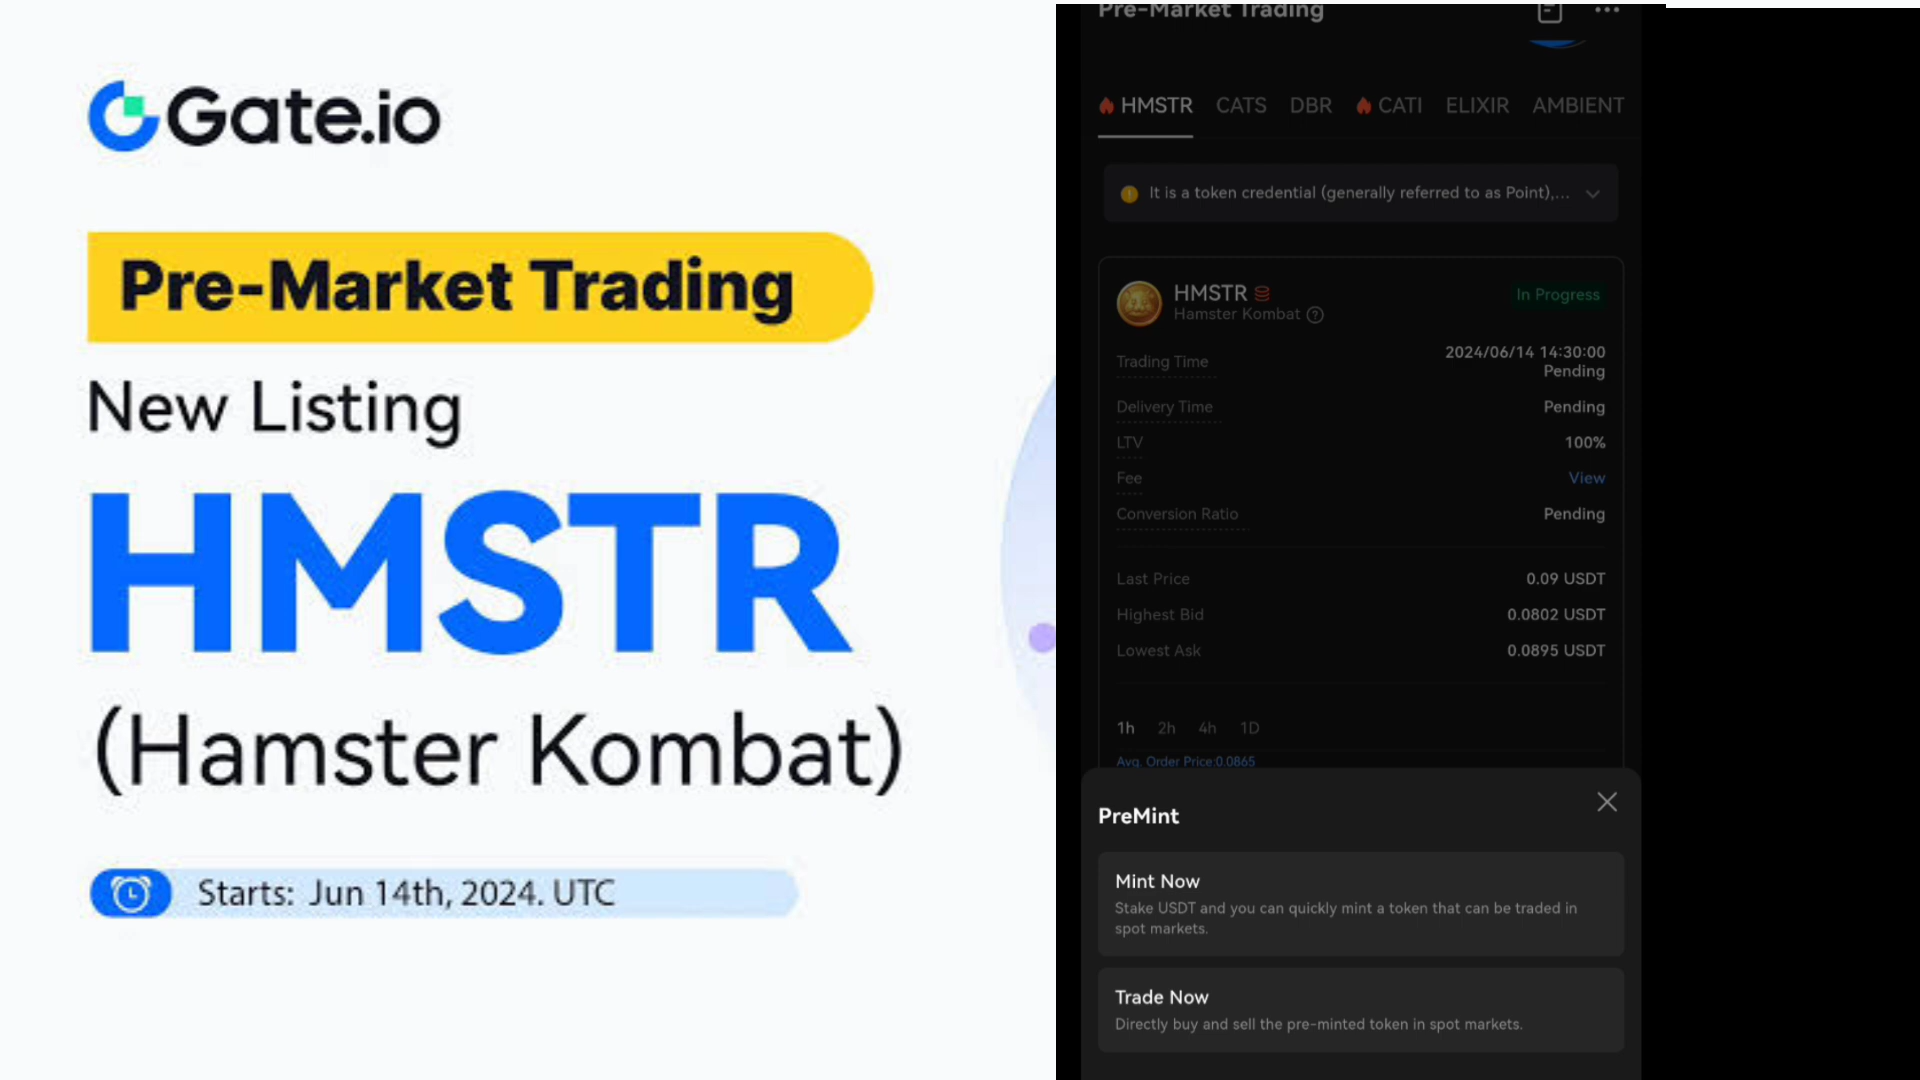 Gate.io
Pre-Market Trading
New Listing
HMSTR
(Hamster Kombat)
Starts: Jun 14th, 2024. UTC
Pre-Market Trading
HMSTR CATS DBR CATI ELIXIR AMBIENT
It is a token credential (generally referred to as Point),...
HMSTR
In Progress
Hamster Kombat
Trading Time 2024/06/14 14:30:00
Pending
Delivery Time Pending
LTV 100%
Fee View
Conversion Ratio Pending
Last Price 0.09 USDT
Highest Bid 0.0802 USDT
Lowest Ask 0.0895 USDT
1h 2h 4h 1D
Avg. Order Price:0.0865
PreMint
Mint Now
Stake USDT and you can quickly mint a token that can be traded in
spot markets.
Trade Now
Directly buy and sell the pre-minted token in spot markets.